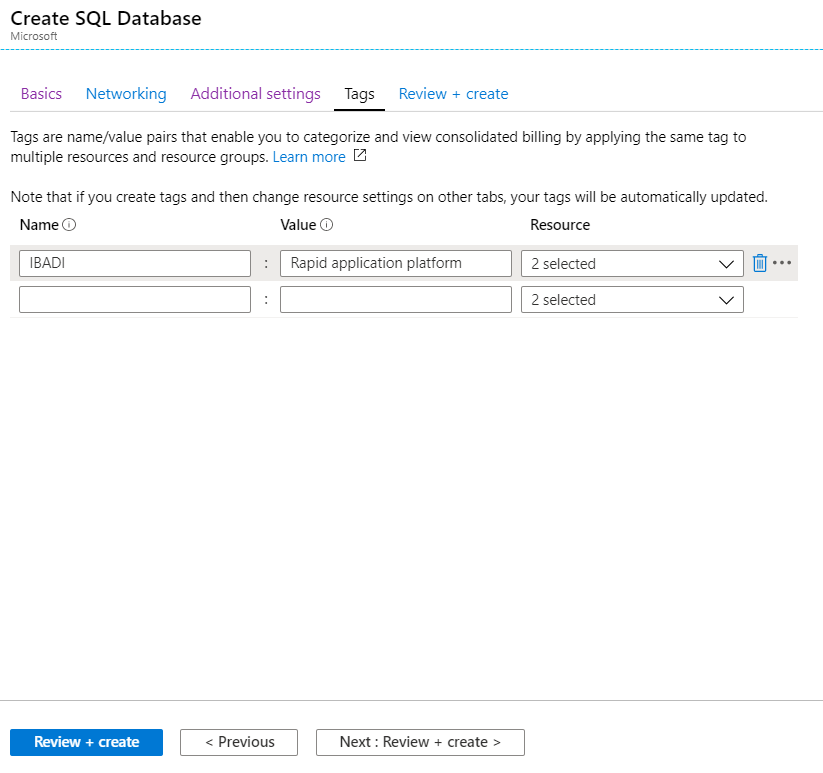 Create SQL Database
Microsoft
Basics Networking Additional settings Tags Review + create
Tags are name/value pairs that enable you to categorize and view consolidated billing by applying the same tag to
multiple resources and resource groups. Learn more
Note that if you create tags and then change resource settings on other tabs, your tags will be automatically updated.
Name Value Resource
IBADI : Rapid application platform 2 selected
: 2 selected
Review + create < Previous Next : Review + create >